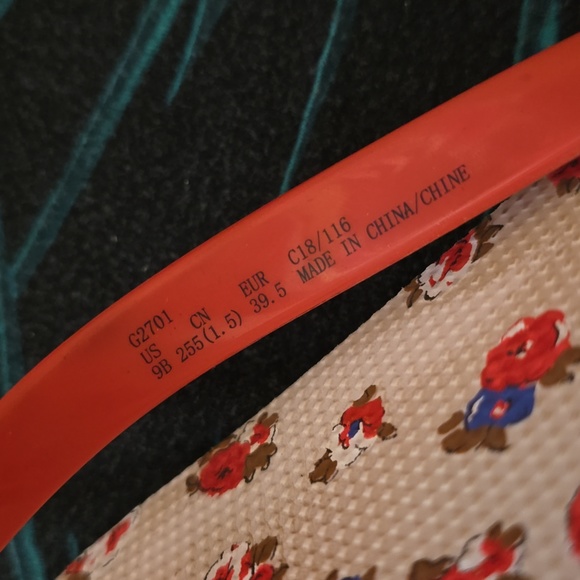 G2701
US CN EUR C18/116
9B 255(1.5) 39.5 MADE IN CHINA/CHINE